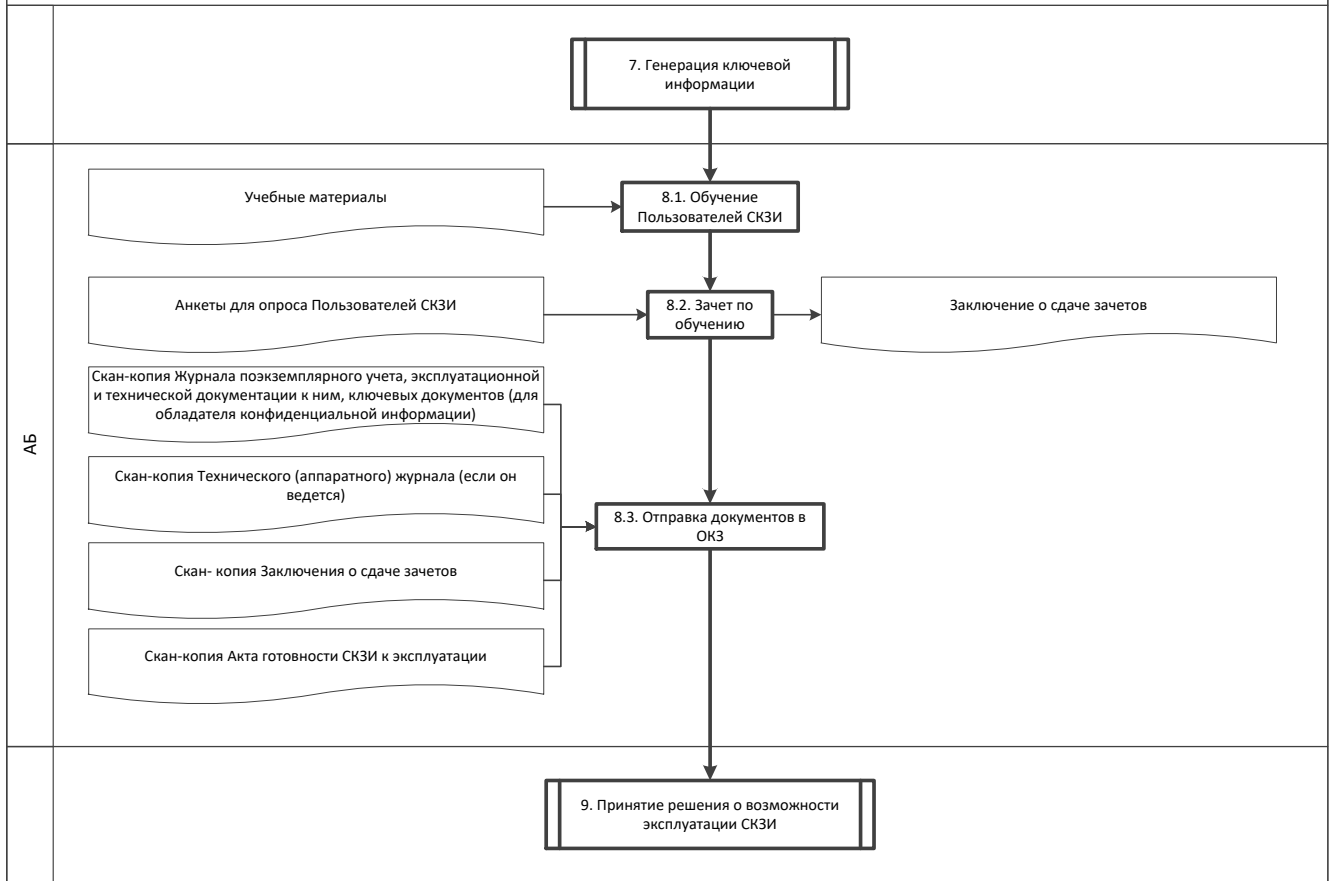 7. Генерация ключевой
информации
АБ
Учебные материалы
8.1. Обучение
Пользователей СКЗИ
Анкеты для опроса Пользователей СКЗИ
8.2. Зачет по
обучению
Заключение о сдаче зачетов
Скан-копия Журнала поэкземплярного учета, эксплуатационной
и технической документации к ним, ключевых документов (для
обладателя конфиденциальной информации)
Скан-копия Технического (аппаратного) журнала (если он
ведется)
8.3. Отправка документов в
ОКЗ
Скан- копия Заключения о сдаче зачетов
Скан-копия Акта готовности СКЗИ к эксплуатации
9. Принятие решения о возможности
эксплуатации СКЗИ